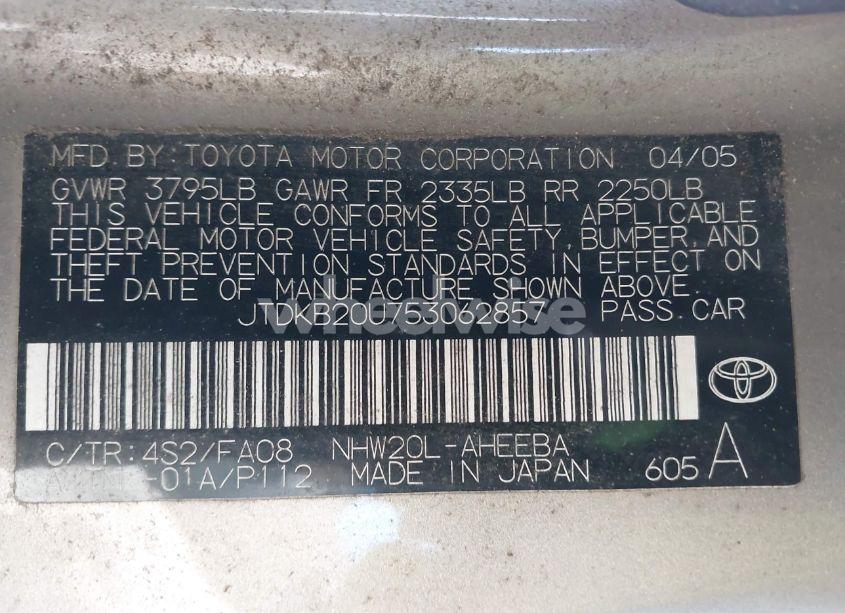 MFD. BY: TOYOTA MOTOR CORPORATION 04/05
GVWR 3795LB GAWR FR 2335LB RR 2250LB
THIS VEHICLE CONFORMS TO ALL APPLICABLE
FEDERAL MOTOR VEHICLE SAFETY, BUMPER, AND
THEFT PREVENTION STANDARDS IN EFFECT ON
THE DATE OF MANUFACTURE SHOWN ABOVE.
JTDKB20U753062857 PASS. CAR
wheelwise
C/TR: 4S2/FA08 NHW20L-AHEEBA
-01A/P112 MADE IN JAPAN 605 A